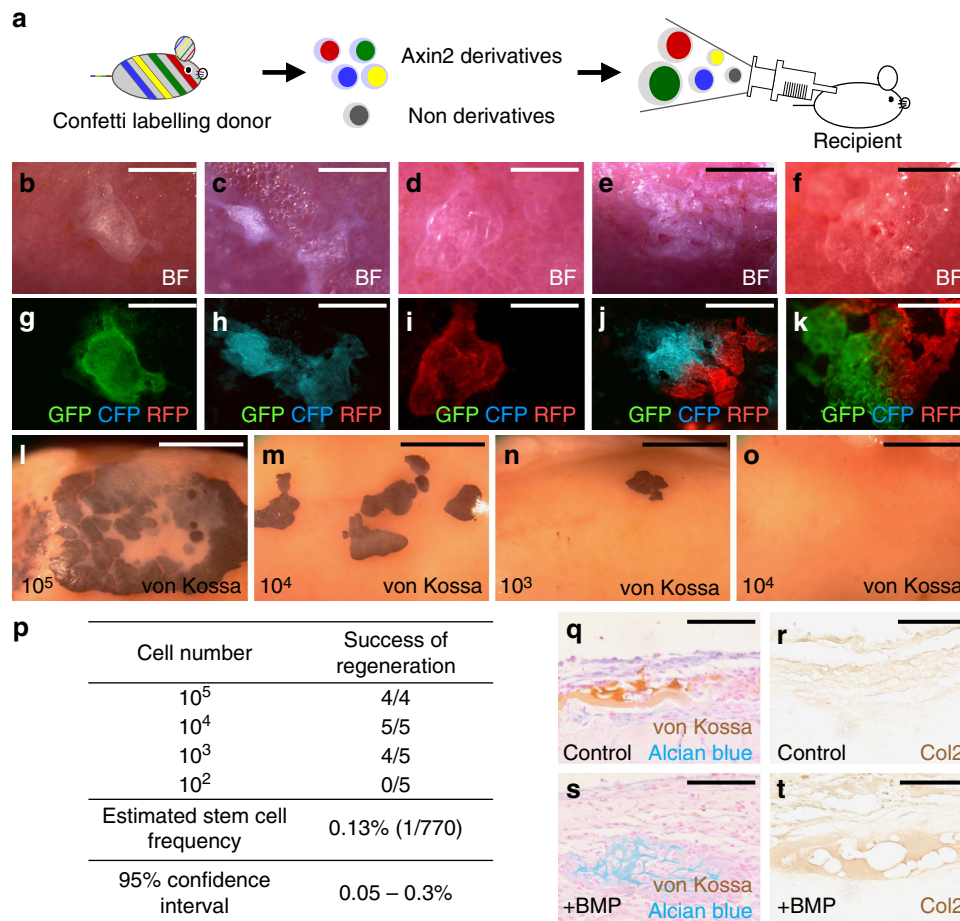 a
Confetti labelling donor
Axin2 derivatives
Non derivatives
Recipient
b BF
c BF
d BF
e BF
f BF
g GFP CFP RFP
h GFP CFP RFP
i GFP CFP RFP
j GFP CFP RFP
k GFP CFP RFP
l 10⁵ von Kossa
m 10⁴ von Kossa
n 10³ von Kossa
o 10⁴ von Kossa
p
Cell number Success of regeneration
10⁵ 4/4
10⁴ 5/5
10³ 4/5
10² 0/5
Estimated stem cell frequency 0.13% (1/770)
95% confidence interval 0.05 – 0.3%
q
von Kossa
Control Alcian blue
r
Control Col2
s
von Kossa
+BMP Alcian blue
t
+BMP Col2